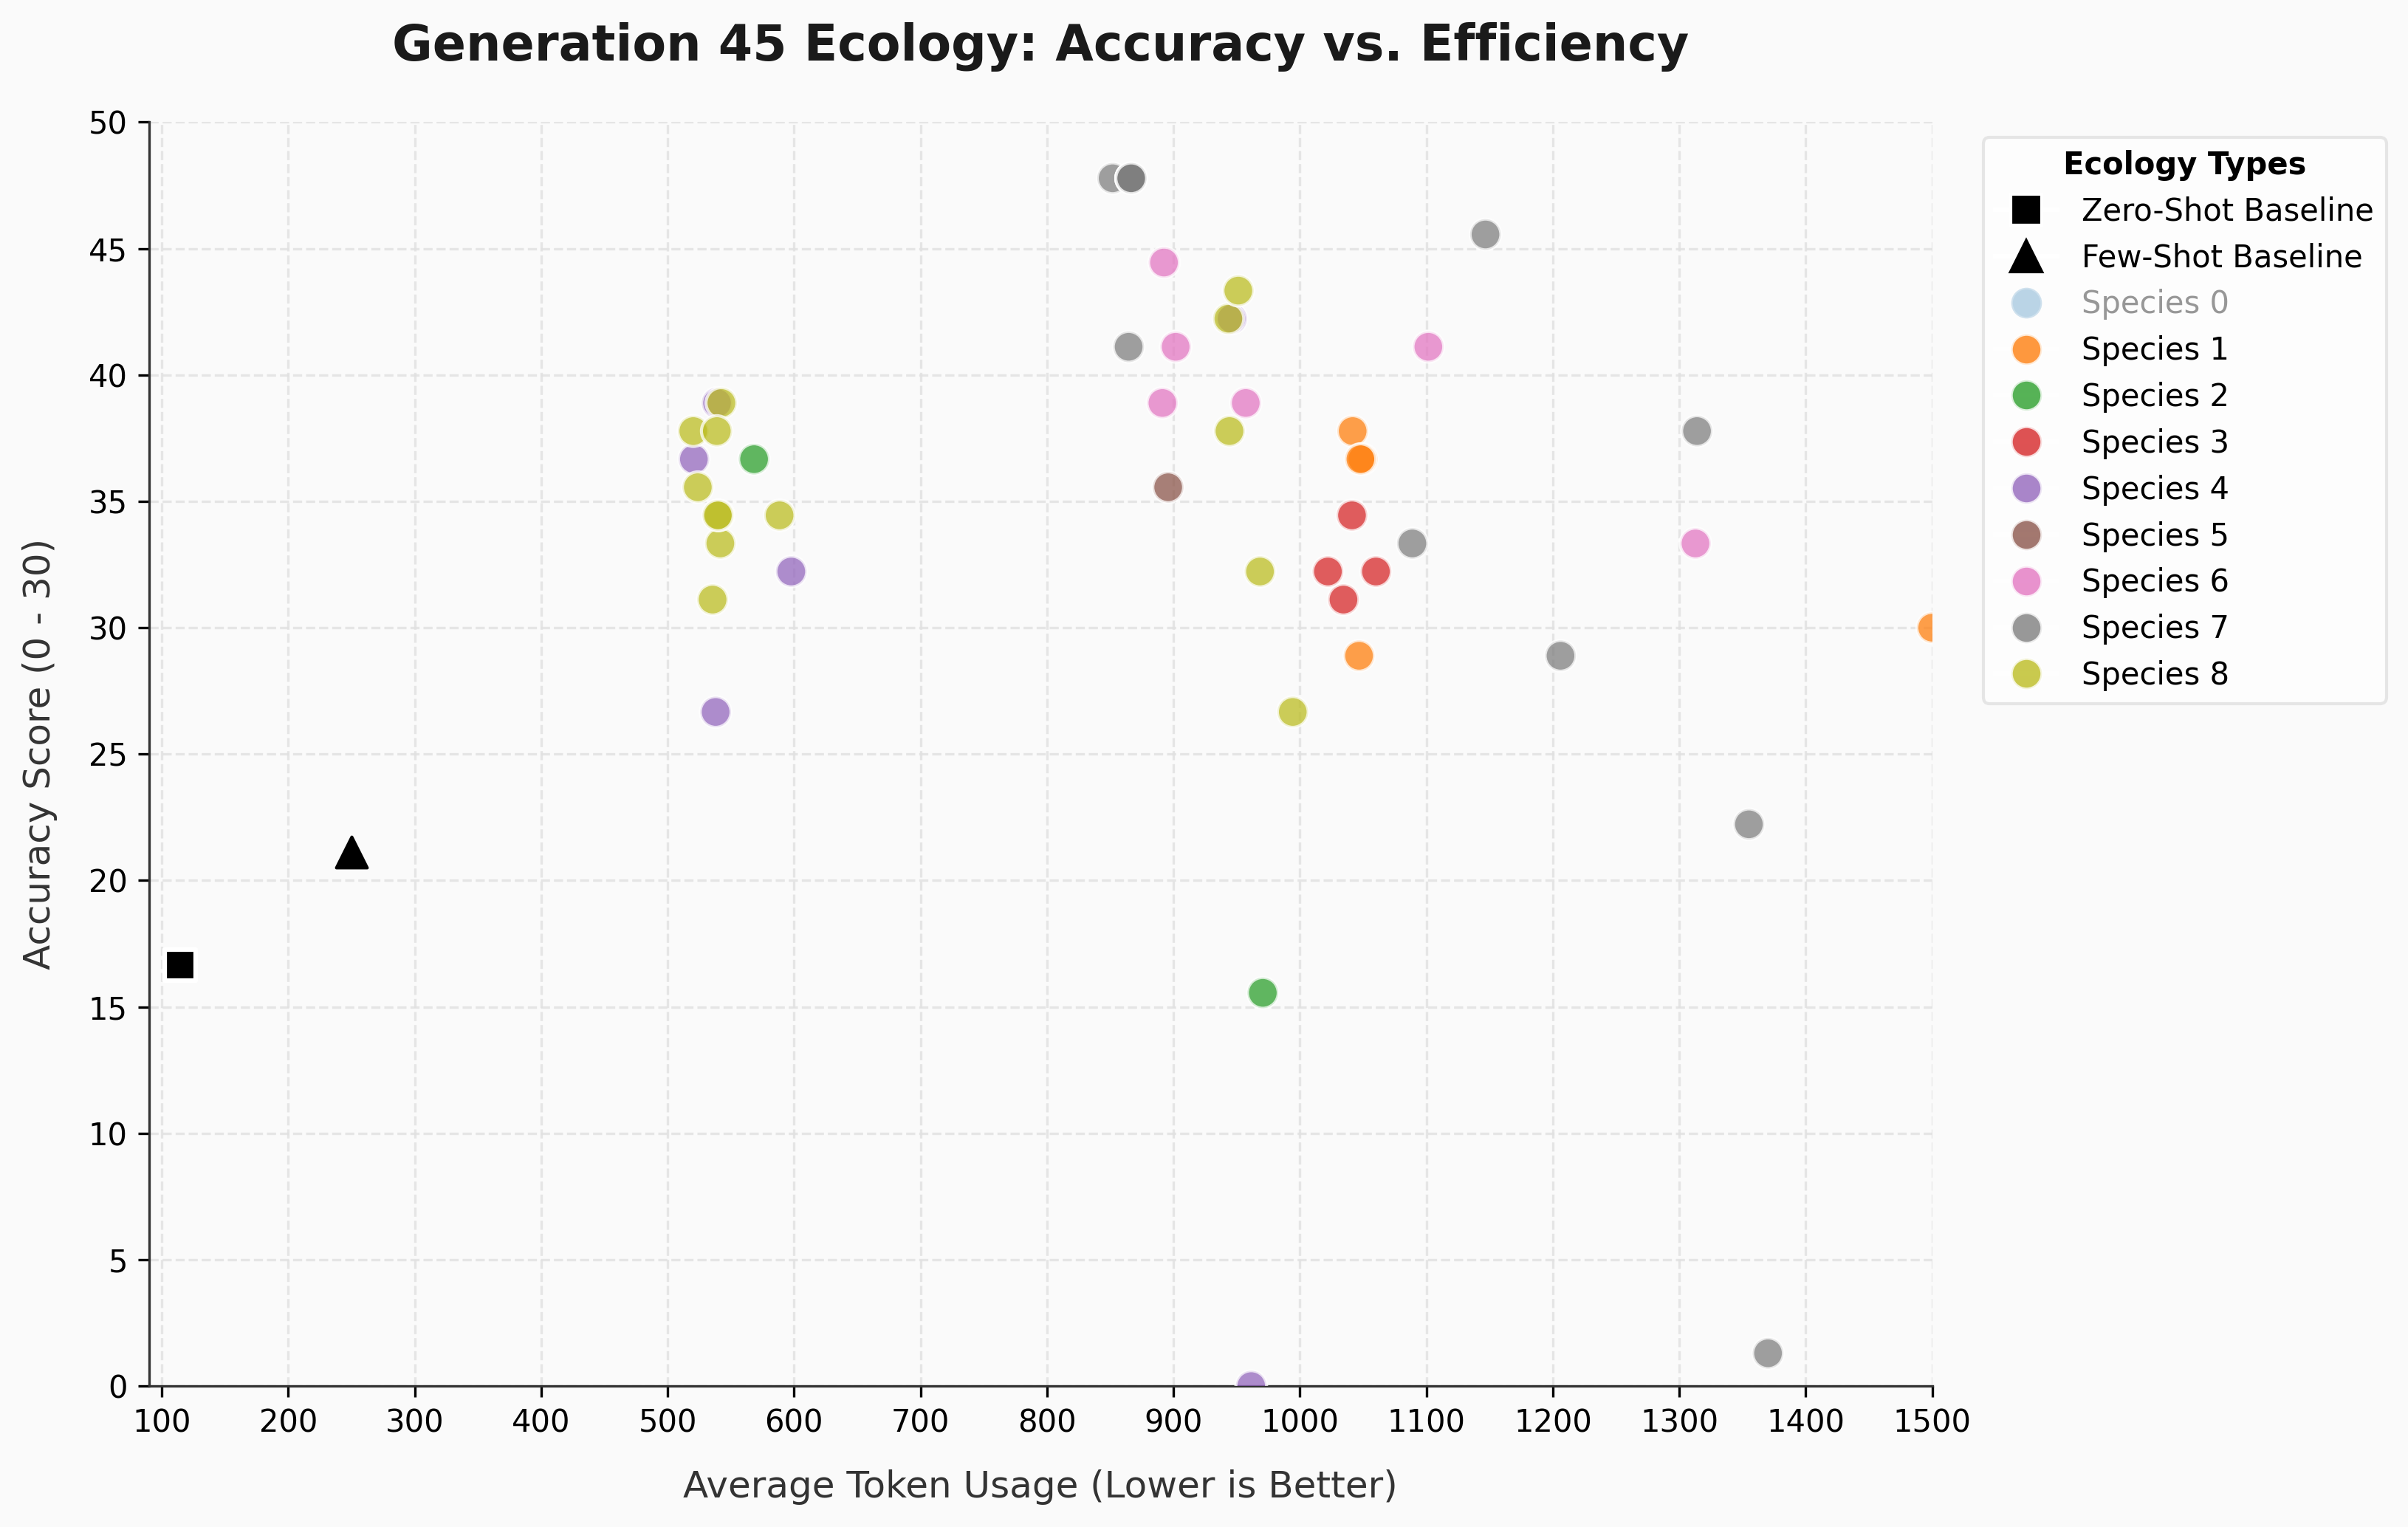 Generation 45 Ecology: Accuracy vs. Efficiency
50
45
40
35
30
25
20
15
10
5
0
Accuracy Score (0 - 30)
100 200 300 400 500 600 700 800 900 1000 1100 1200 1300 1400 1500
Average Token Usage (Lower is Better)
Ecology Types
Zero-Shot Baseline
Few-Shot Baseline
Species 0
Species 1
Species 2
Species 3
Species 4
Species 5
Species 6
Species 7
Species 8